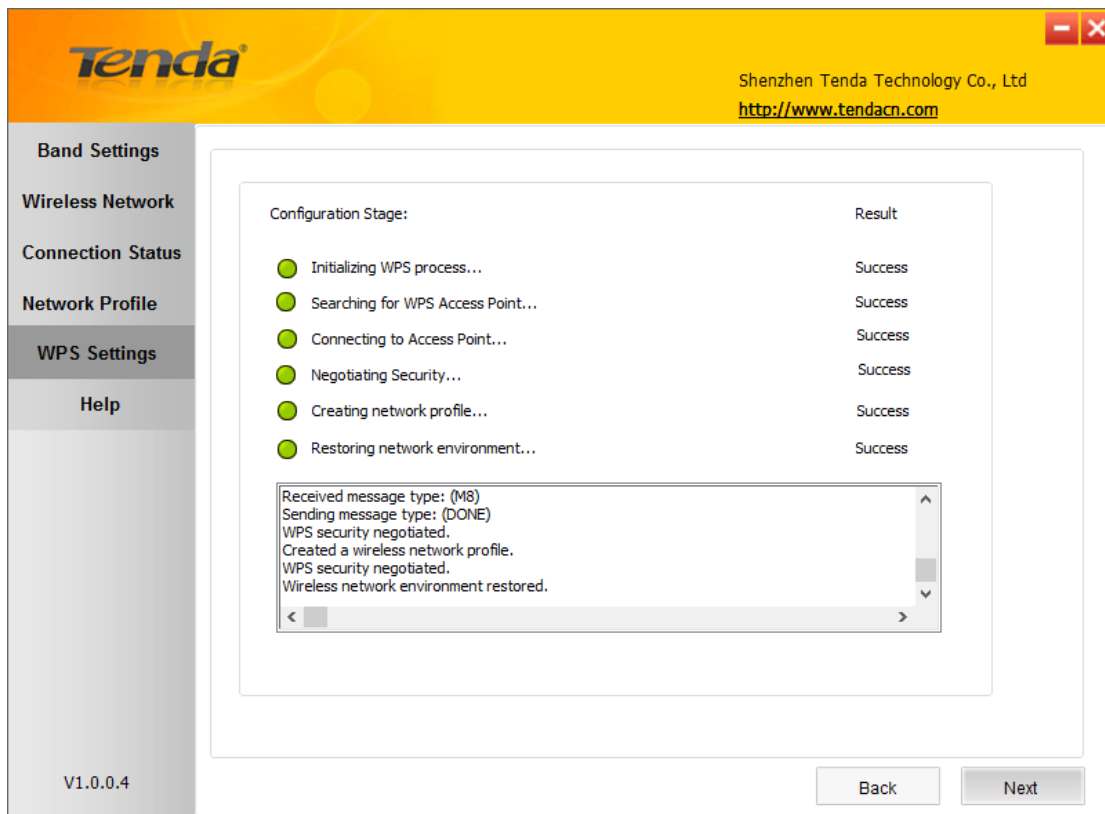 Tenda®
Shenzhen Tenda Technology Co., Ltd
http://www.tendacn.com
Band Settings
Wireless Network
Connection Status
Network Profile
WPS Settings
Help
V1.0.0.4
Configuration Stage: Result
Initializing WPS process... Success
Searching for WPS Access Point... Success
Connecting to Access Point... Success
Negotiating Security... Success
Creating network profile... Success
Restoring network environment... Success
Received message type: (M8)
Sending message type: (DONE)
WPS security negotiated.
Created a wireless network profile.
WPS security negotiated.
Wireless network environment restored.
Back Next